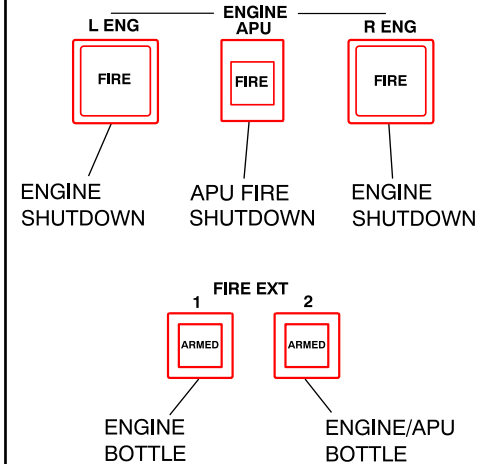 ENGINE
L ENG APU R ENG
FIRE FIRE FIRE
ENGINE APU FIRE ENGINE
SHUTDOWN SHUTDOWN SHUTDOWN
FIRE EXT
1 2
ARMED ARMED
ENGINE ENGINE/APU
BOTTLE BOTTLE